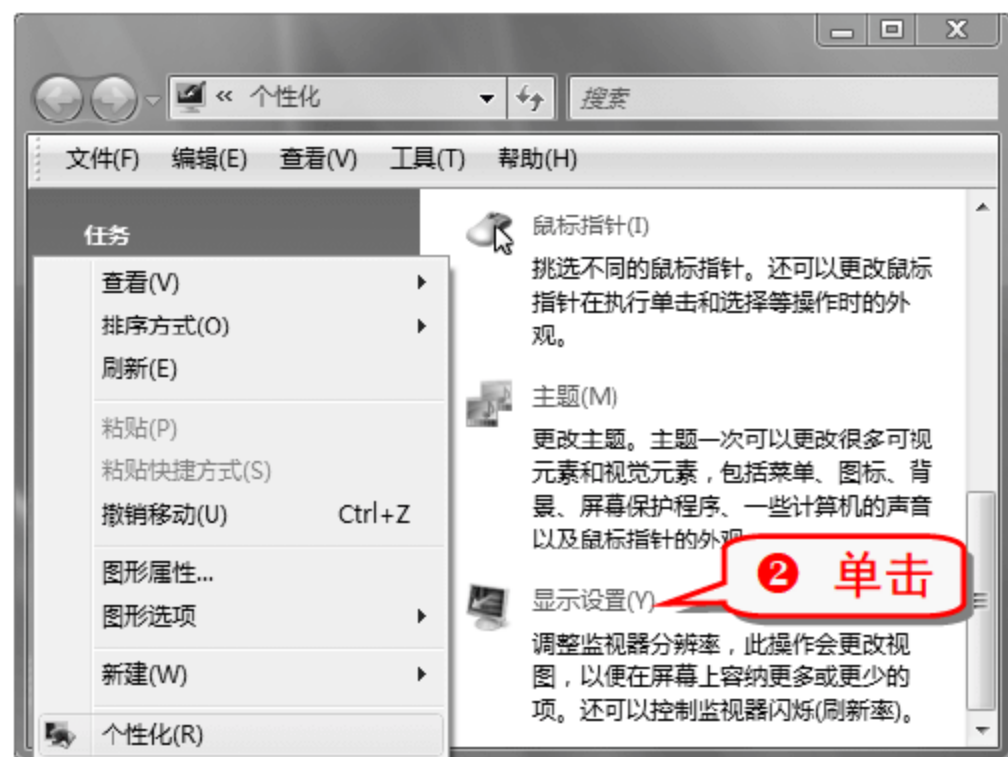 « 个性化
搜索
文件(F) 编辑(E) 查看(V) 工具(T) 帮助(H)
任务
查看(V)
排序方式(O)
刷新(E)
粘贴(P)
粘贴快捷方式(S)
撤销移动(U) Ctrl+Z
图形属性...
图形选项
新建(W)
个性化(R)
鼠标指针(I)
挑选不同的鼠标指针。还可以更改鼠标
指针在执行单击和选择等操作时的外
观。
主题(M)
更改主题。主题一次可以更改很多可视
元素和视觉元素，包括菜单、图标、背
景、屏幕保护程序、一些计算机的声音
以及鼠标指针的外观
❷ 单击
显示设置(Y)
调整监视器分辨率，此操作会更改视
图，以便在屏幕上容纳更多或更少的
项。还可以控制监视器闪烁(刷新率)。